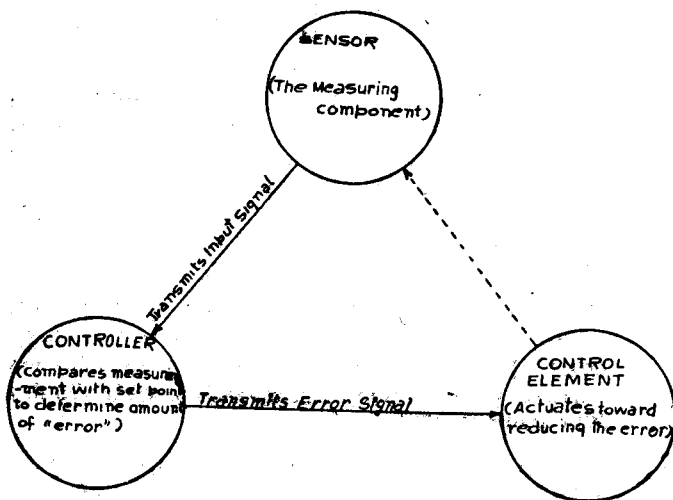 SENSOR
(The Measuring
component)
Transmits Input Signal
CONTROLLER
(compares measure
-ment with set point
to determine amount
of "error")
Transmits Error Signal
CONTROL
ELEMENT
(Actuates toward
reducing the error)